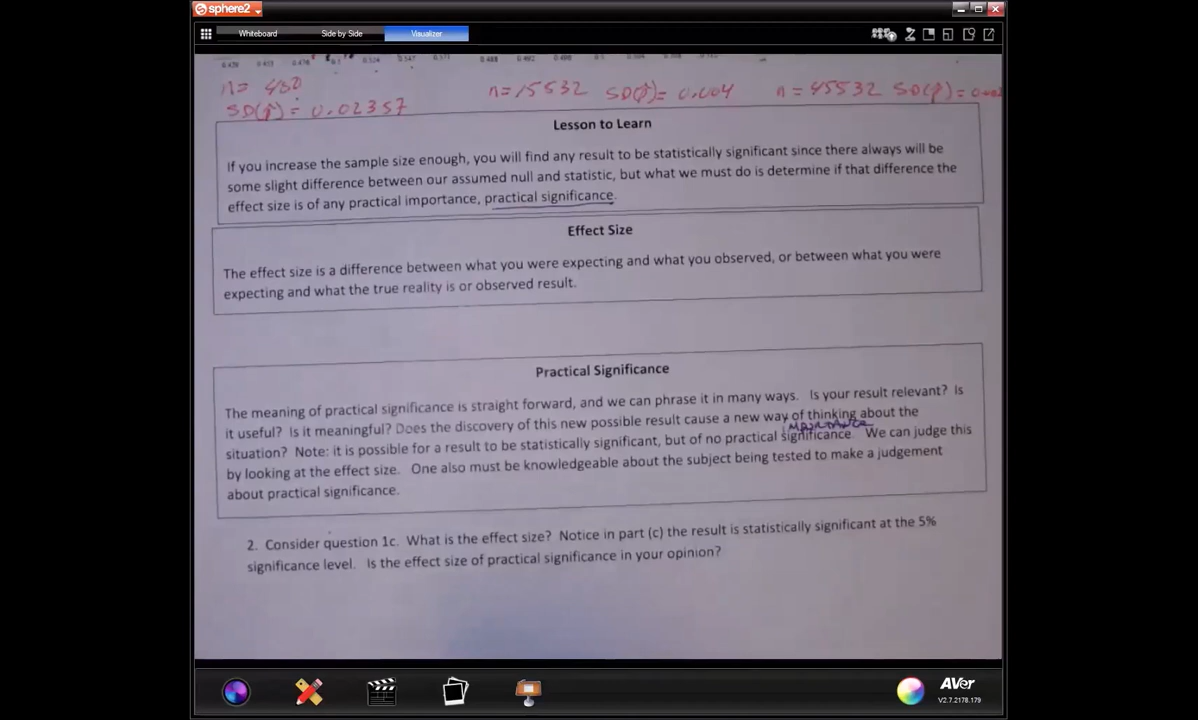 sphere2
Whiteboard Side by Side Visualizer
n= 450
SD(p̂) = 0.02357
n=15532 SD(p̂)= 0.004 n=45532 SD(p̂)=
Lesson to Learn
If you increase the sample size enough, you will find any result to be statistically significant since there always will be
some slight difference between our assumed null and statistic, but what we must do is determine if that difference the
effect size is of any practical importance, practical significance.
Effect Size
The effect size is a difference between what you were expecting and what you observed, or between what you were
expecting and what the true reality is or observed result.
Practical Significance
The meaning of practical significance is straight forward, and we can phrase it in many ways. Is your result relevant? Is
it useful? Is it meaningful? Does the discovery of this new possible result cause a new way of thinking about the
situation? Note: it is possible for a result to be statistically significant, but of no practical significance. We can judge this
by looking at the effect size. One also must be knowledgeable about the subject being tested to make a judgement
about practical significance.
2. Consider question 1c. What is the effect size? Notice in part (c) the result is statistically significant at the 5%
significance level. Is the effect size of practical significance in your opinion?
AVer
V2.7.2178.179